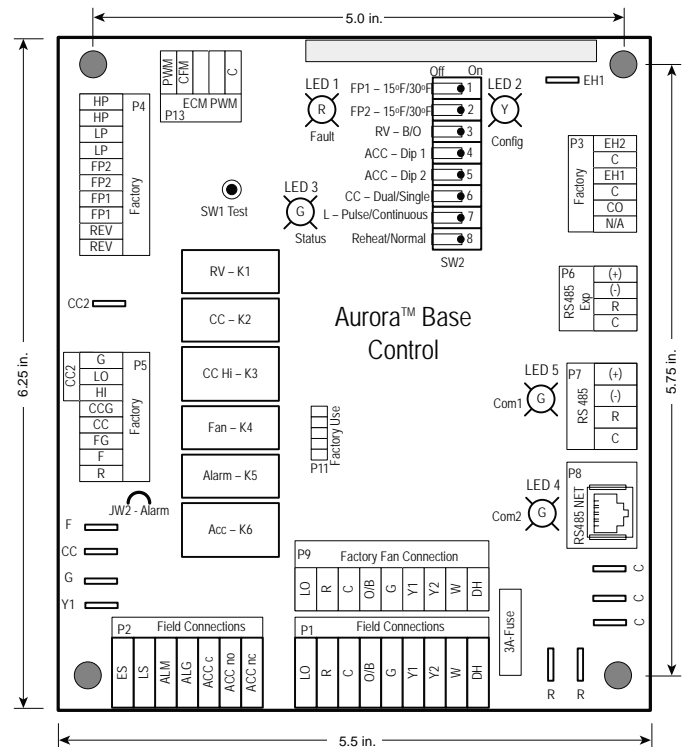 5.0 in.
6.25 in.
5.75 in.
5.5 in.
PWM
CFM
C
ECM PWM
P13
HP
HP
LP
LP
FP2
FP2
FP1
FP1
REV
REV
P4
Factory
SW1 Test
LED 1
R
Fault
LED 3
G
Status
Off On
FP1 – 15ºF/30ºF 1
FP2 – 15ºF/30ºF 2
RV – B/O 3
ACC – Dip 1 4
ACC – Dip 2 5
CC – Dual/Single 6
L – Pulse/Continuous 7
Reheat/Normal 8
SW2
LED 2
Y
Config
EH1
P3
Factory
EH2
C
EH1
C
CO
N/A
P6
RS485
Exp
(+)
(-)
R
C
Aurora™ Base
Control
RV – K1
CC – K2
CC Hi – K3
Fan – K4
Alarm – K5
Acc – K6
CC2
CC2
G
LO
HI
CCG
CC
FG
F
R
P5
Factory
JW2 - Alarm
P11
Factory Use
LED 5
Com1
G
P7
RS 485
(+)
(-)
R
C
LED 4
Com2
G
P8
RS485 NET
F
CC
G
Y1
P9 Factory Fan Connection
LO R C O/B G Y1 Y2 W DH
C
C
C
P2 Field Connections
ES LS ALM ALG ACC c ACC no ACC nc
P1 Field Connections
LO R C O/B G Y1 Y2 W DH
3A-Fuse
R R